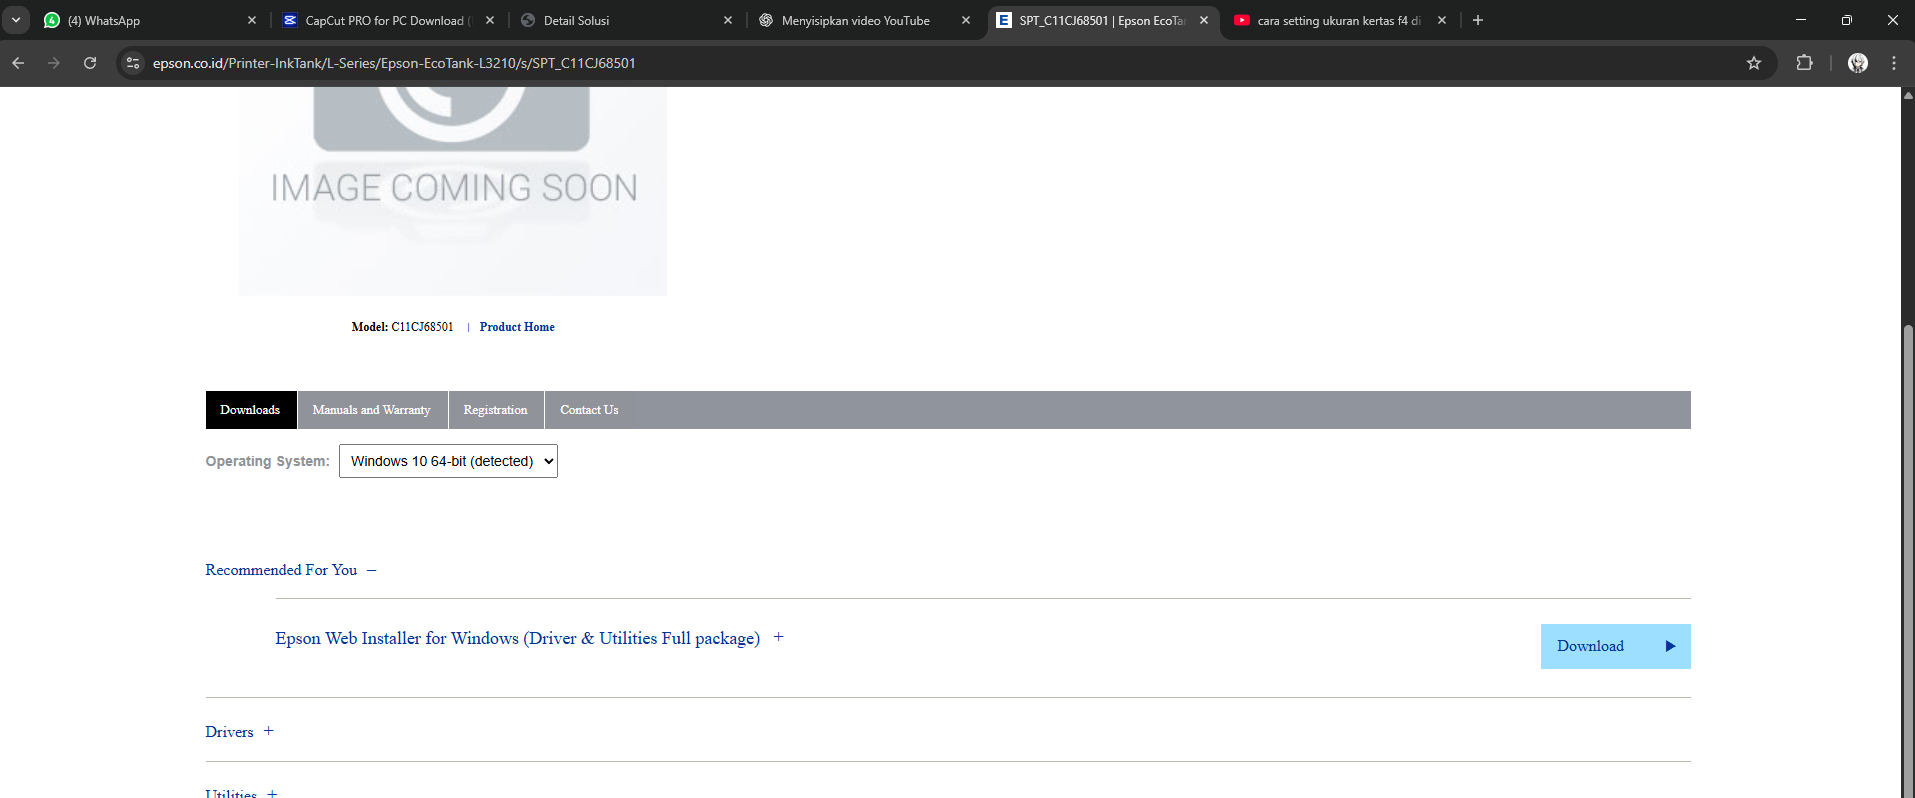 (4) WhatsApp
CapCut PRO for PC Download (
Detail Solusi
Menyisipkan video YouTube
SPT_C11CJ68501 | Epson EcoTan
cara setting ukuran kertas f4 di
epson.co.id/Printer-InkTank/L-Series/Epson-EcoTank-L3210/s/SPT_C11CJ68501
IMAGE COMING SOON
Model: C11CJ68501 | Product Home
Downloads
Manuals and Warranty
Registration
Contact Us
Operating System: Windows 10 64-bit (detected)
Recommended For You –
Epson Web Installer for Windows (Driver & Utilities Full package) +
Download
Drivers +
Utilities +